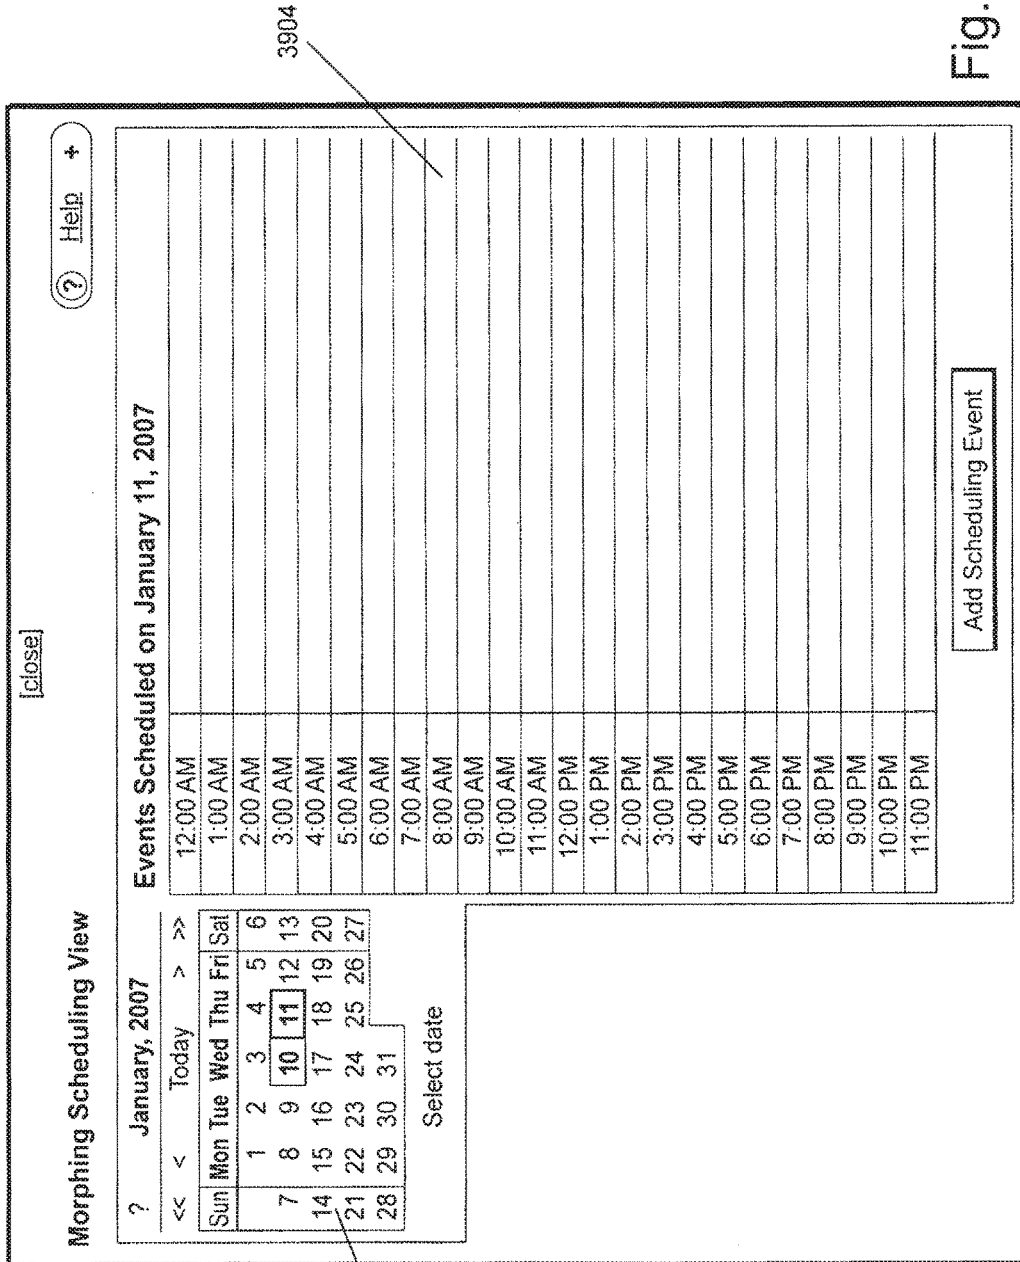 [close]
Morphing Scheduling View
? Help +
? January, 2007
<< < Today > >>
Sun Mon Tue Wed Thu Fri Sat
1 2 3 4 5 6
7 8 9 10 11 12 13
14 15 16 17 18 19 20
21 22 23 24 25 26 27
28 29 30 31
Select date
Events Scheduled on January 11, 2007
12:00 AM
1:00 AM
2:00 AM
3:00 AM
4:00 AM
5:00 AM
6:00 AM
7:00 AM
8:00 AM
9:00 AM
10:00 AM
11:00 AM
12:00 PM
1:00 PM
2:00 PM
3:00 PM
4:00 PM
5:00 PM
6:00 PM
7:00 PM
8:00 PM
9:00 PM
10:00 PM
11:00 PM
Add Scheduling Event
3904
Fig.